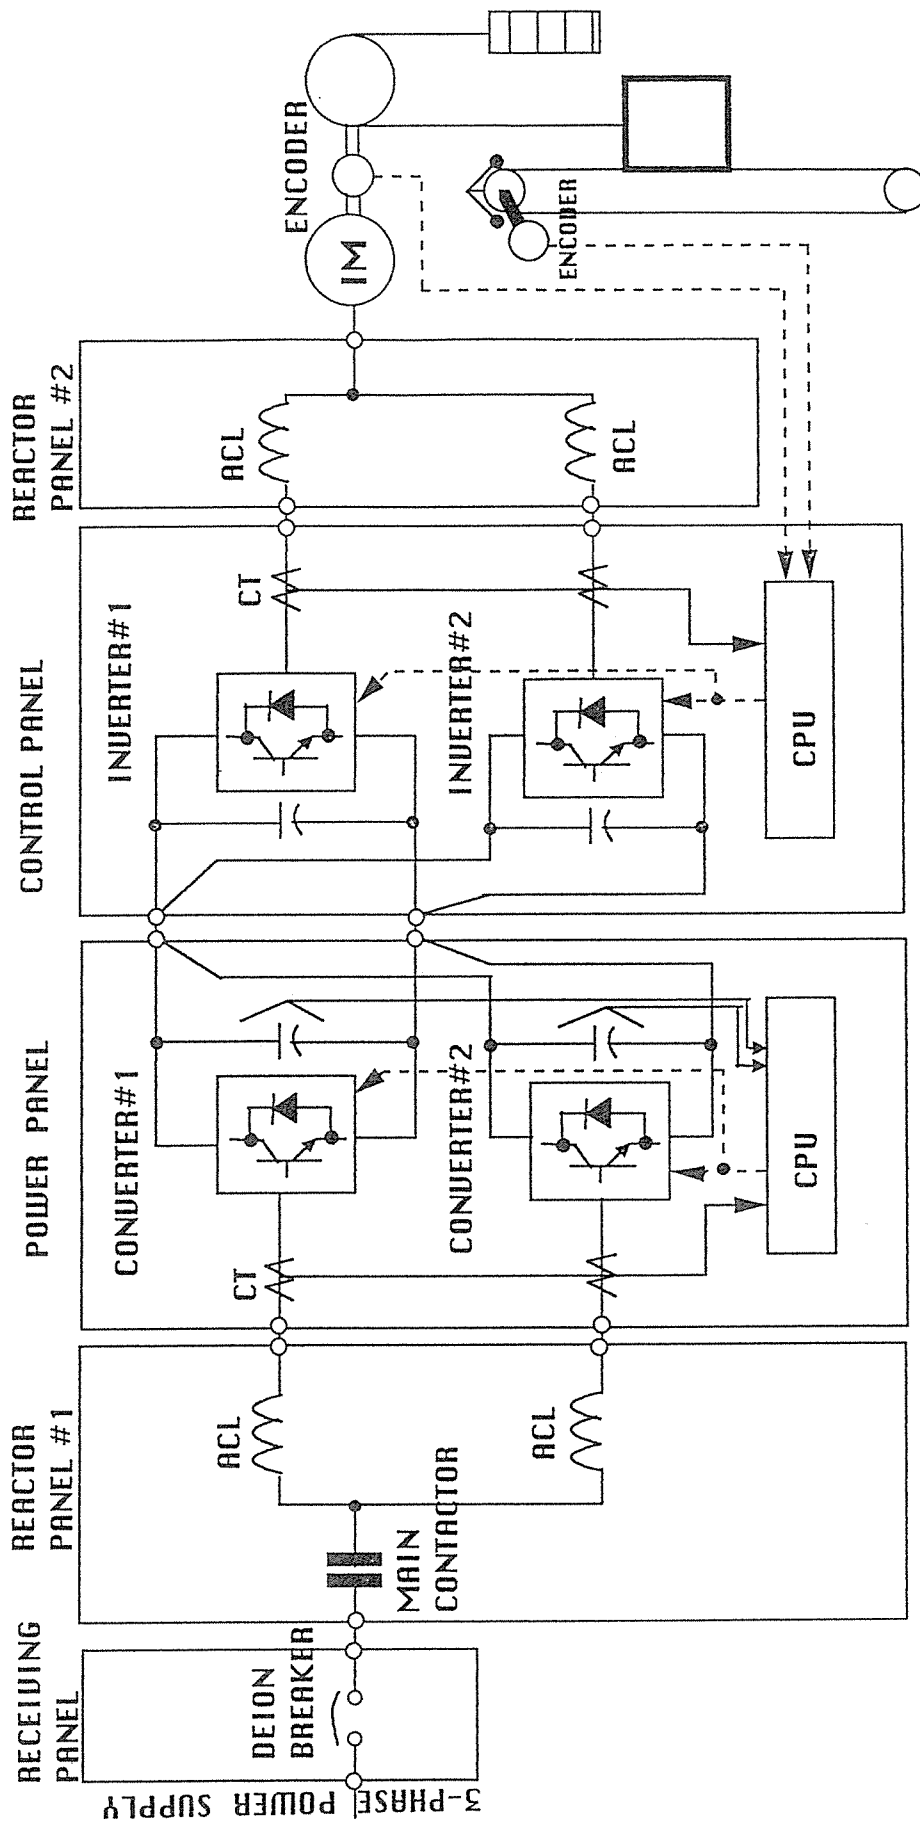 3-PHASE POWER SUPPLY
RECEIVING
PANEL
DEION
BREAKER
REACTOR
PANEL #1
MAIN
CONTACTOR
ACL
ACL
POWER PANEL
CONVERTER#1
CT
CONVERTER#2
CPU
CONTROL PANEL
INVERTER#1
CT
INVERTER#2
CPU
REACTOR
PANEL #2
ACL
ACL
IM
ENCODER
ENCODER